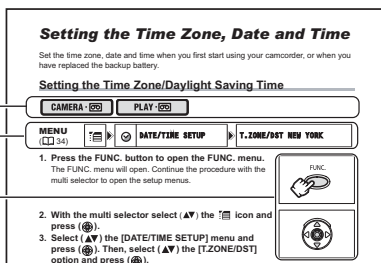 Setting the Time Zone, Date and Time
Set the time zone, date and time when you first start using your camcorder, or when you
have replaced the backup battery.
Setting the Time Zone/Daylight Saving Time
CAMERA · PLAY ·
MENU DATE/TIME SETUP T.ZONE/DST NEW YORK
( 34)
1. Press the FUNC. button to open the FUNC. menu.
The FUNC. menu will open. Continue the procedure with the
multi selector to open the setup menus.
FUNC.
2. With the multi selector select (▲▼) the icon and
press ( ).
3. Select (▲▼) the [DATE/TIME SETUP] menu and
press ( ). Then, select (▲▼) the [T.ZONE/DST]
option and press ( ).